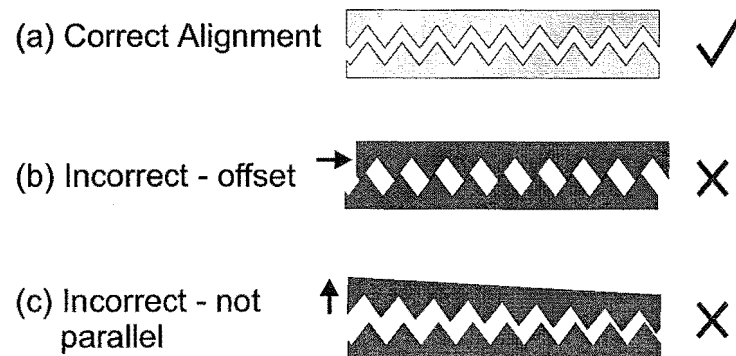 (a) Correct Alignment
(b) Incorrect - offset
(c) Incorrect - not
parallel